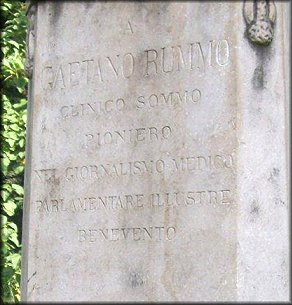 A
GAETANO RUMMO
CLINICO SOMMO
PIONIERO
NEL GIORNALISMO MEDICO
PARLAMENTARE ILLUSTRE
BENEVENTO